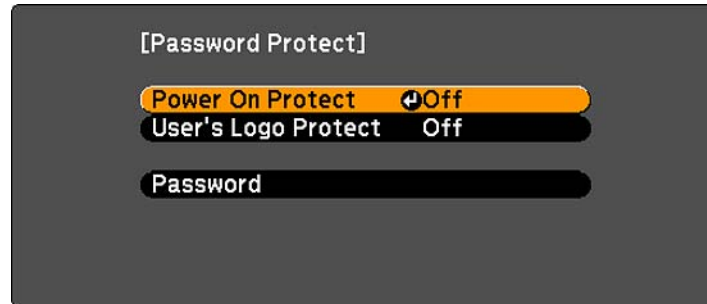 [Password Protect]
Power On Protect Off
User's Logo Protect Off
Password